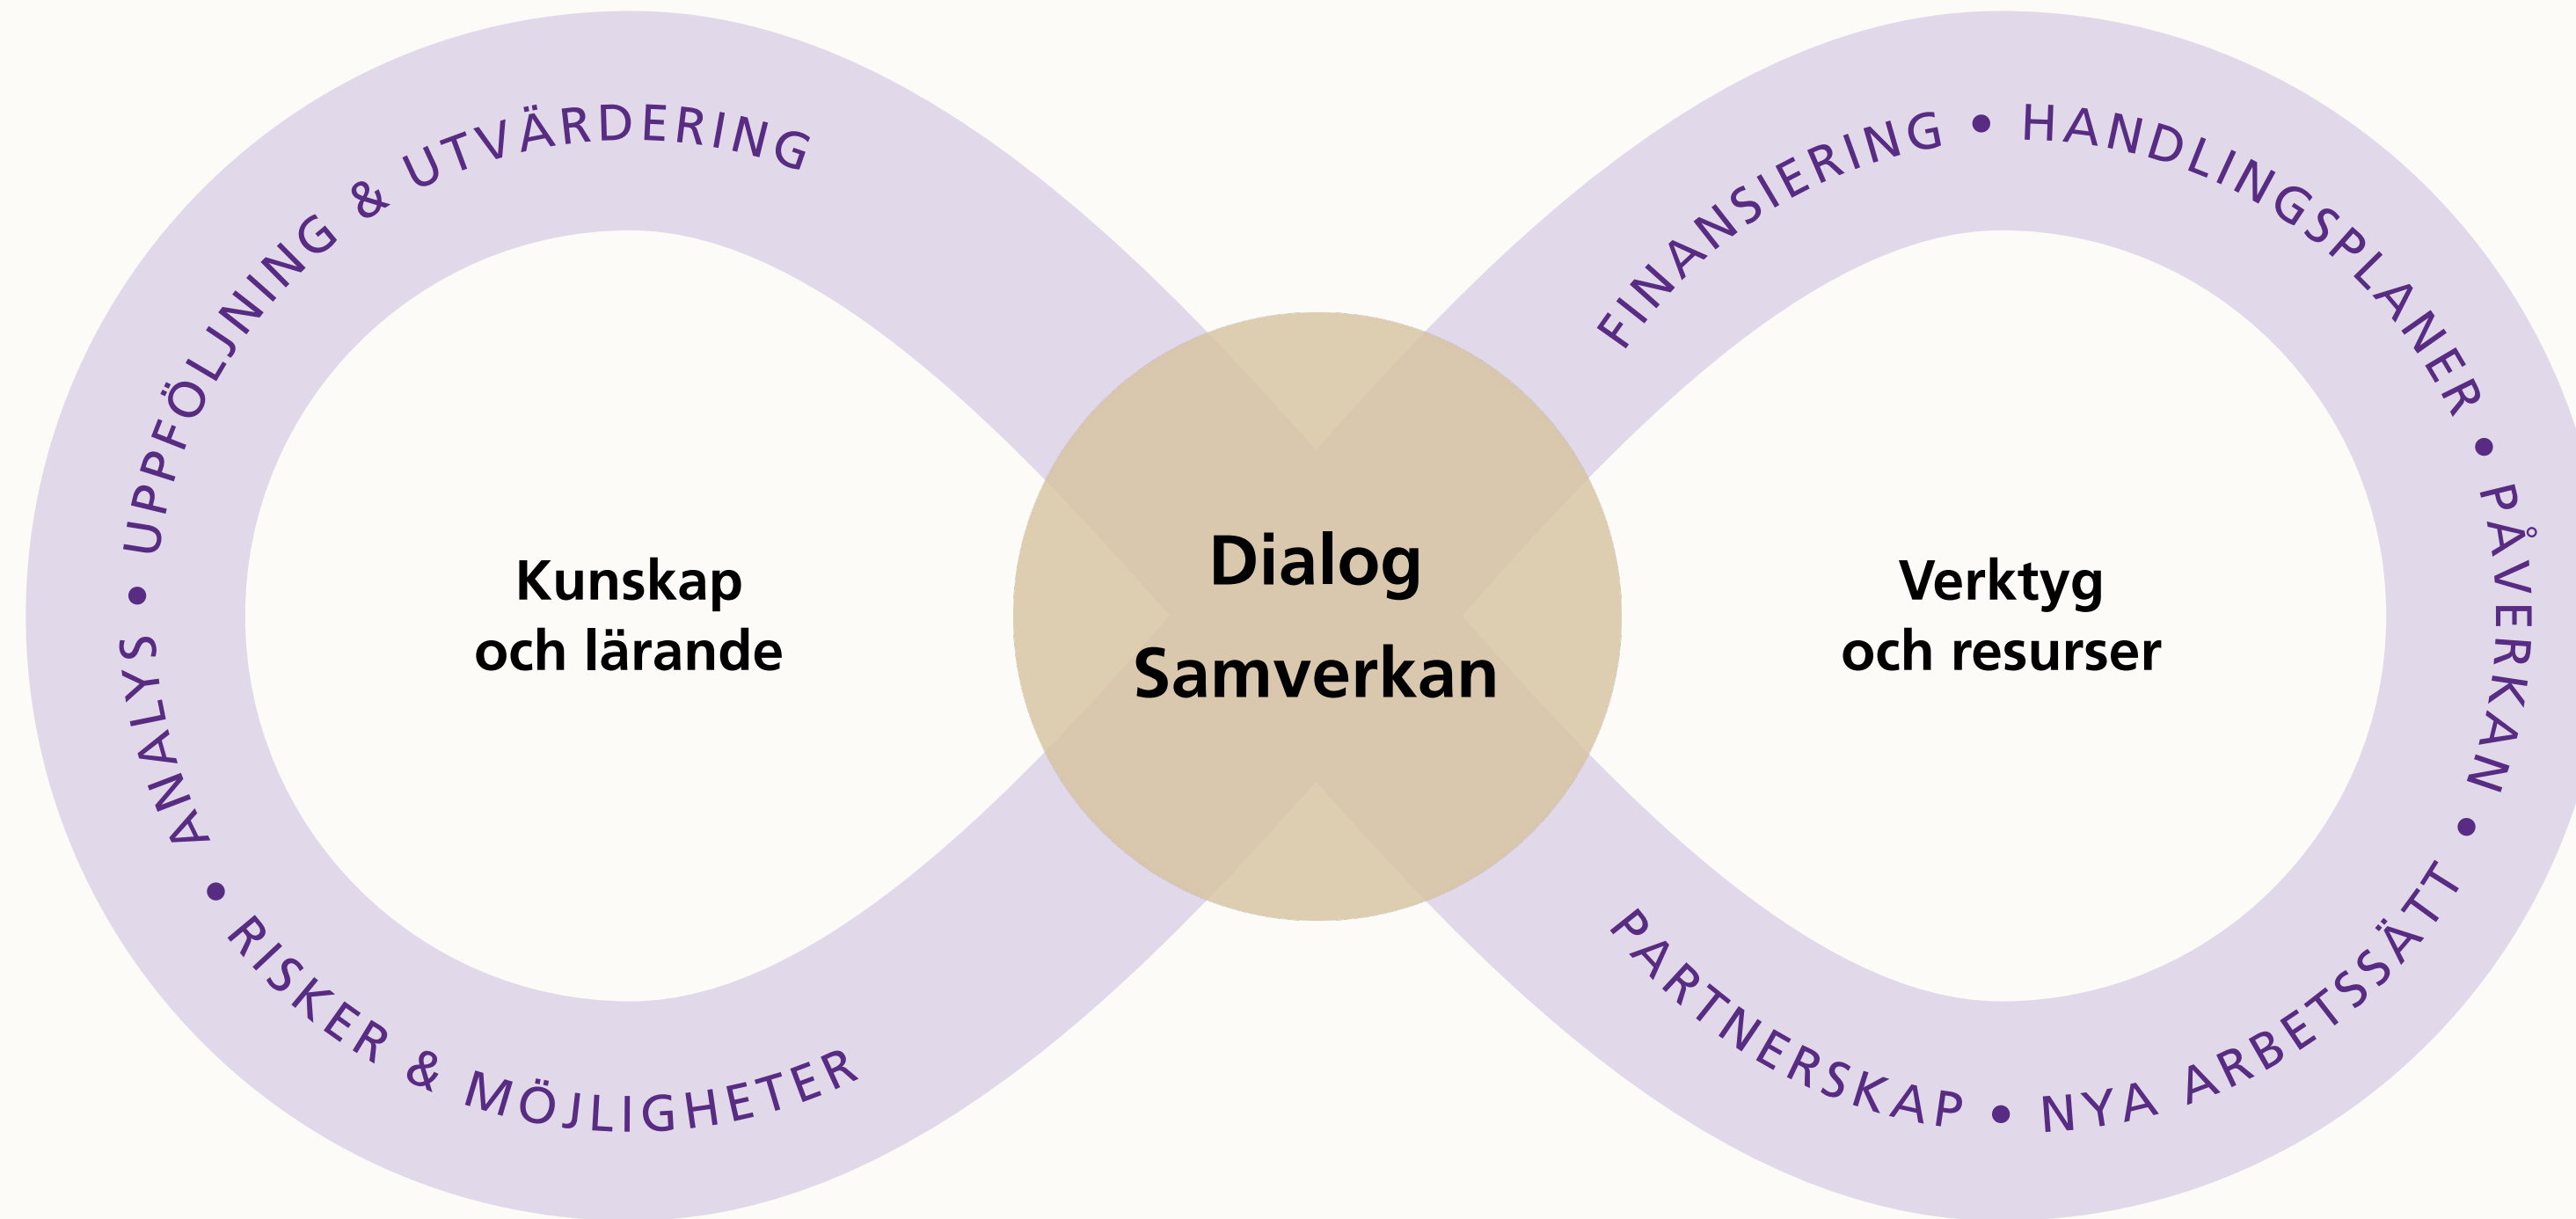 UPPFÖLJNING & UTVÄRDERING
•
ANALYS
•
RISKER & MÖJLIGHETER
Kunskap
och lärande
Dialog
Samverkan
FINANSIERING • HANDLINGSPLANER • PÅVERKAN •
PARTNERSKAP • NYA ARBETSSÄTT
Verktyg
och resurser